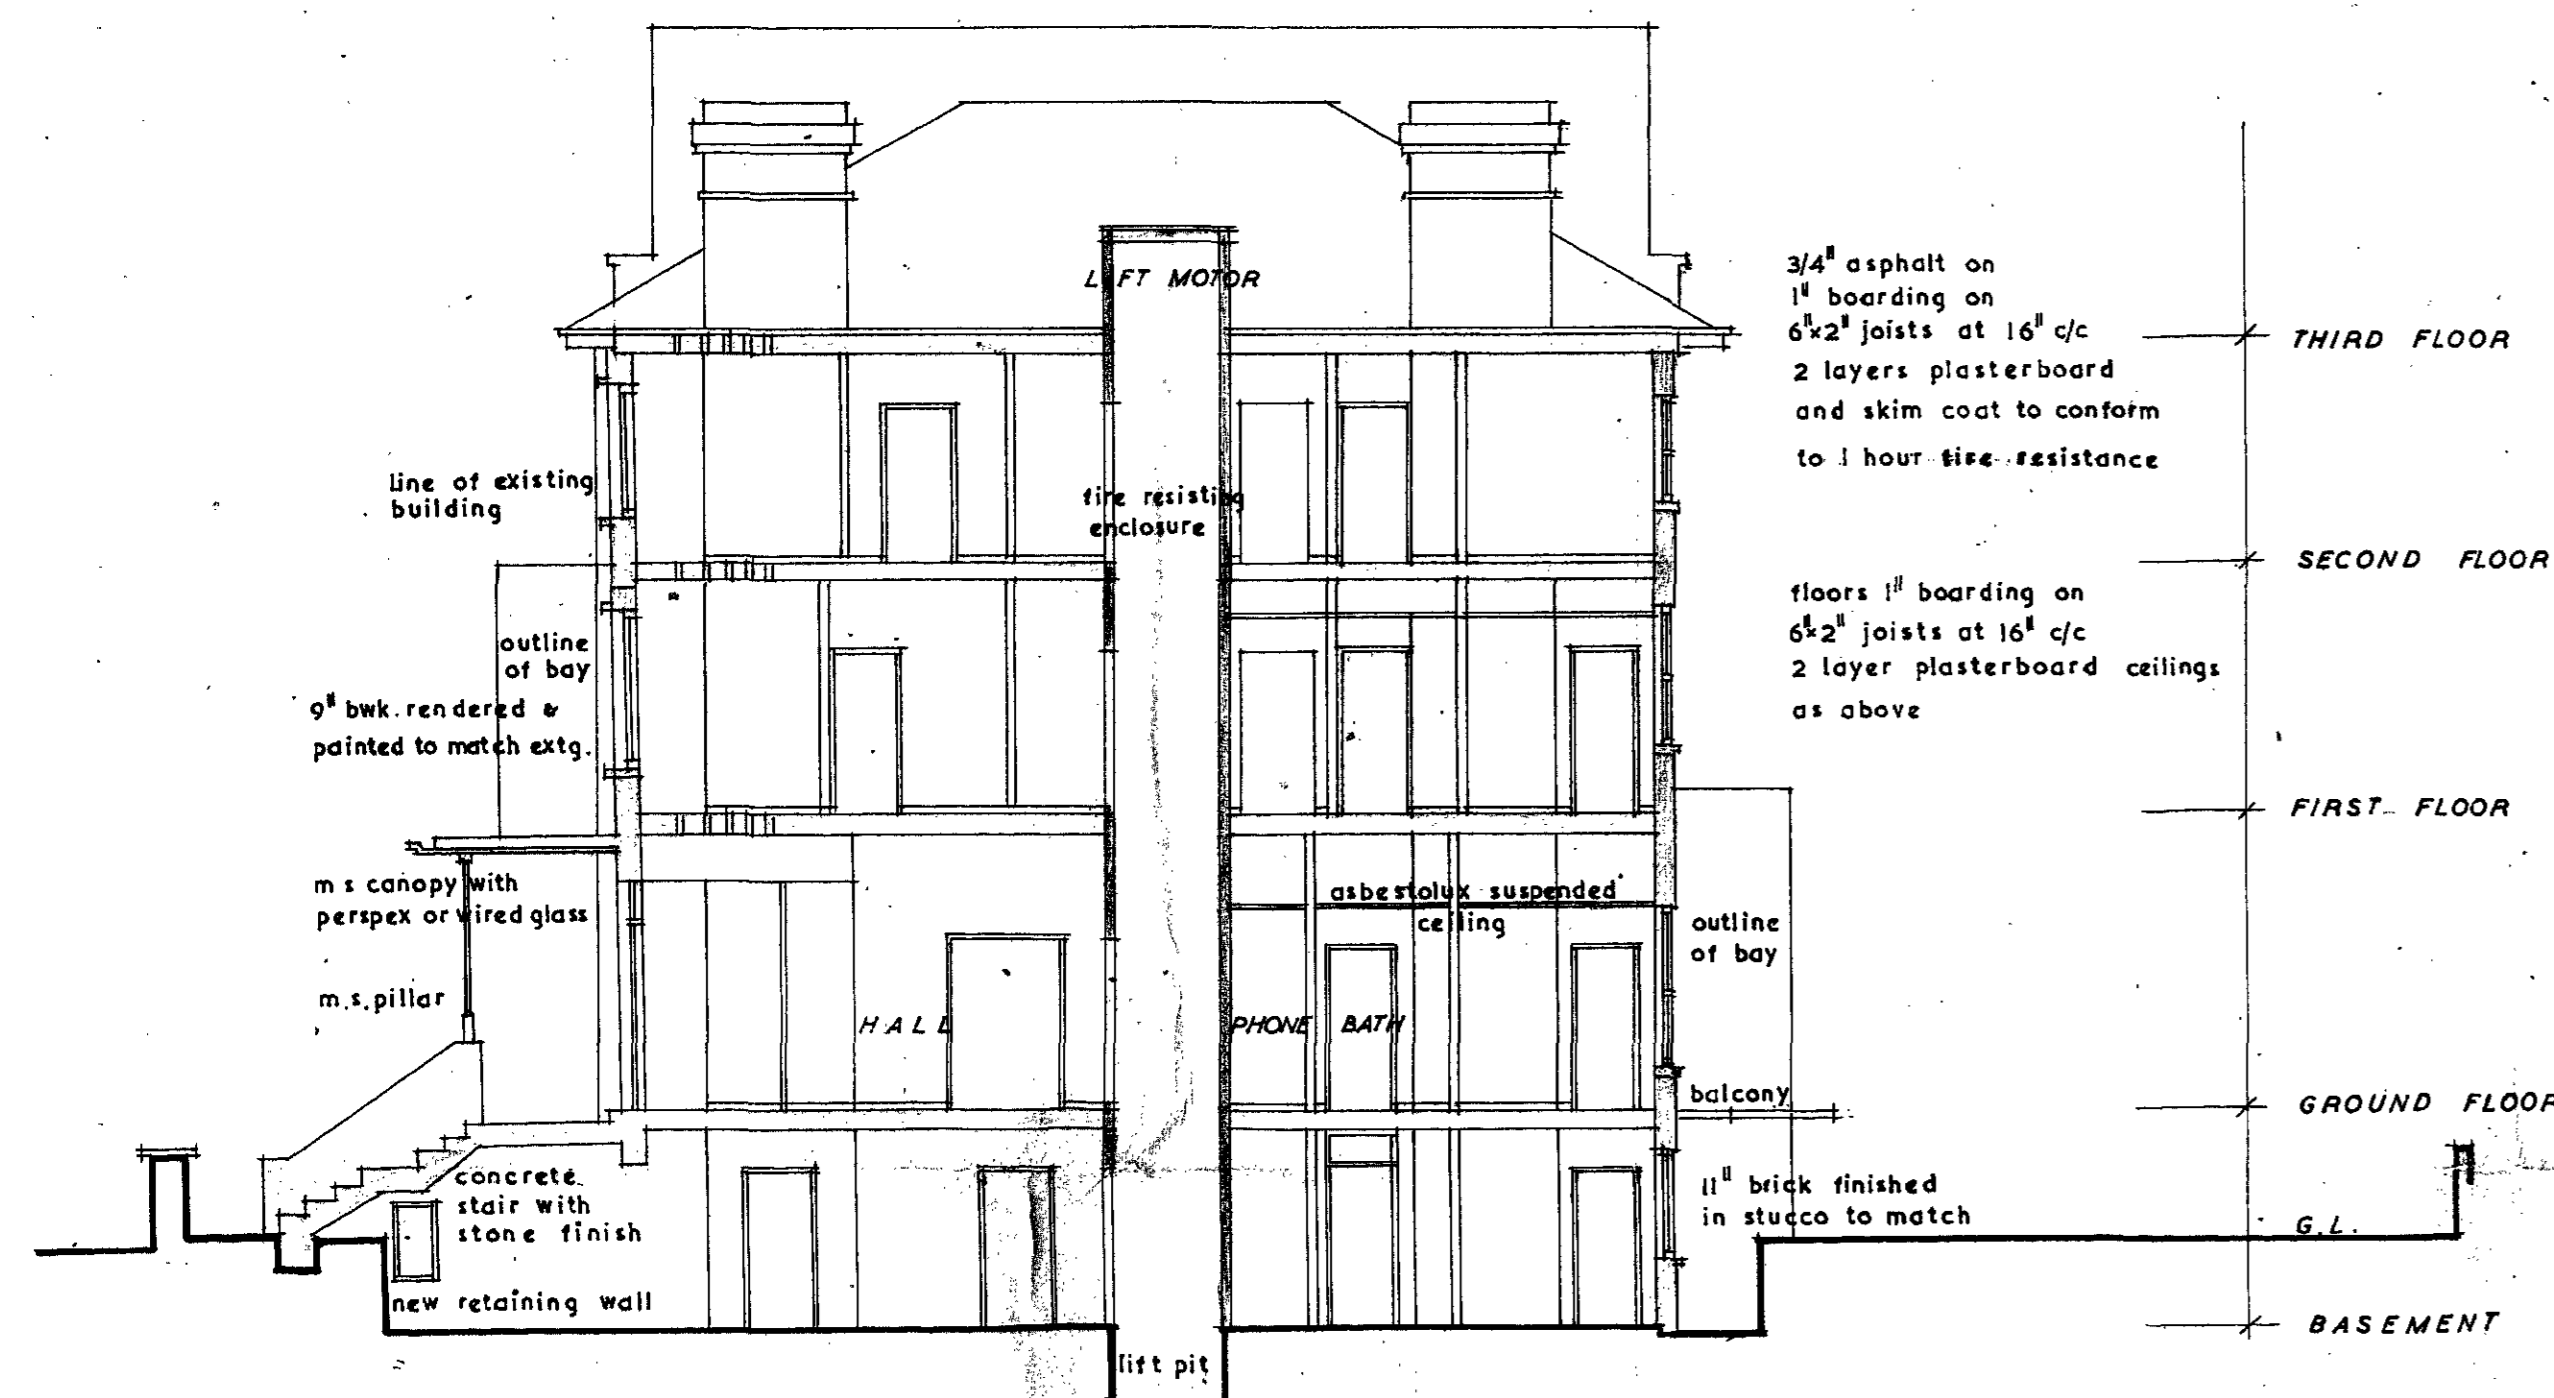 LIFT MOTOR
3/4" asphalt on
1" boarding on
6"x2" joists at 16" c/c
2 layers plasterboard
and skim coat to conform
to 1 hour fire resistance
THIRD FLOOR
line of existing
building
fire resisting
enclosure
SECOND FLOOR
floors 1" boarding on
6"x2" joists at 16" c/c
2 layer plasterboard ceilings
as above
outline
of bay
9" bwk. rendered &
painted to match extg.
FIRST FLOOR
m s canopy with
perspex or wired glass
asbestolux suspended
ceiling
outline
of bay
m.s. pillar
HALL
PHONE
BATH
balcony
GROUND FLOOR
concrete
stair with
stone finish
11" brick finished
in stucco to match
G.L.
new retaining wall
BASEMENT
lift pit